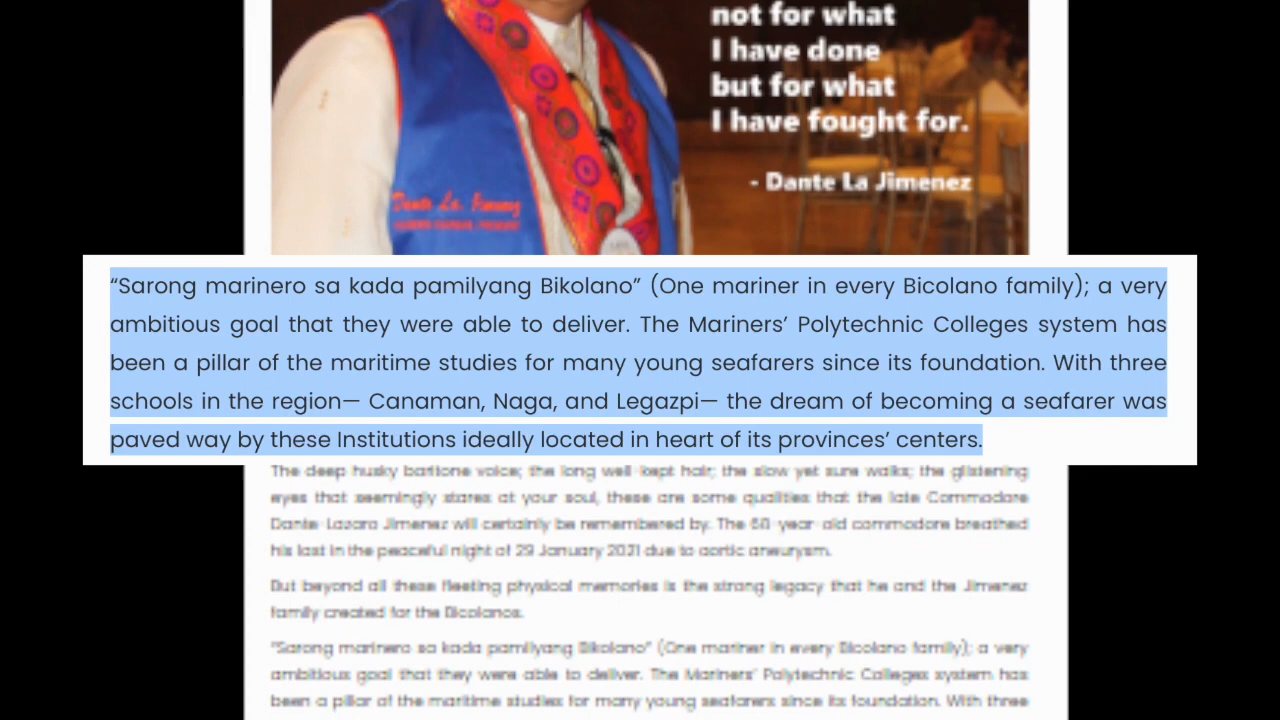 not for what
I have done
but for what
I have fought for.
- Dante La Jimenez
Dante La. Jimenez
“Sarong marinero sa kada pamilyang Bikolano” (One mariner in every Bicolano family); a very
ambitious goal that they were able to deliver. The Mariners’ Polytechnic Colleges system has
been a pillar of the maritime studies for many young seafarers since its foundation. With three
schools in the region— Canaman, Naga, and Legazpi— the dream of becoming a seafarer was
paved way by these Institutions ideally located in heart of its provinces’ centers.
The deep husky baritone voice; the long well-kept hair; the slow yet sure walks; the glistening
eyes that seemingly stares at your soul, these are some qualities that the late Commodore
Dante Lazaro Jimenez will certainly be remembered by. The 68-year-old commodore breathed
his last in the peaceful night of 29 January 2021 due to aortic aneurysm.
But beyond all these fleeting physical memories is the strong legacy that he and the Jimenez
family created for the Bicolanos.
“Sarong marinero sa kada pamilyang Bikolano” (One mariner in every Bicolano family); a very
ambitious goal that they were able to deliver. The Mariners’ Polytechnic Colleges system has
been a pillar of the maritime studies for many young seafarers since its foundation. With three